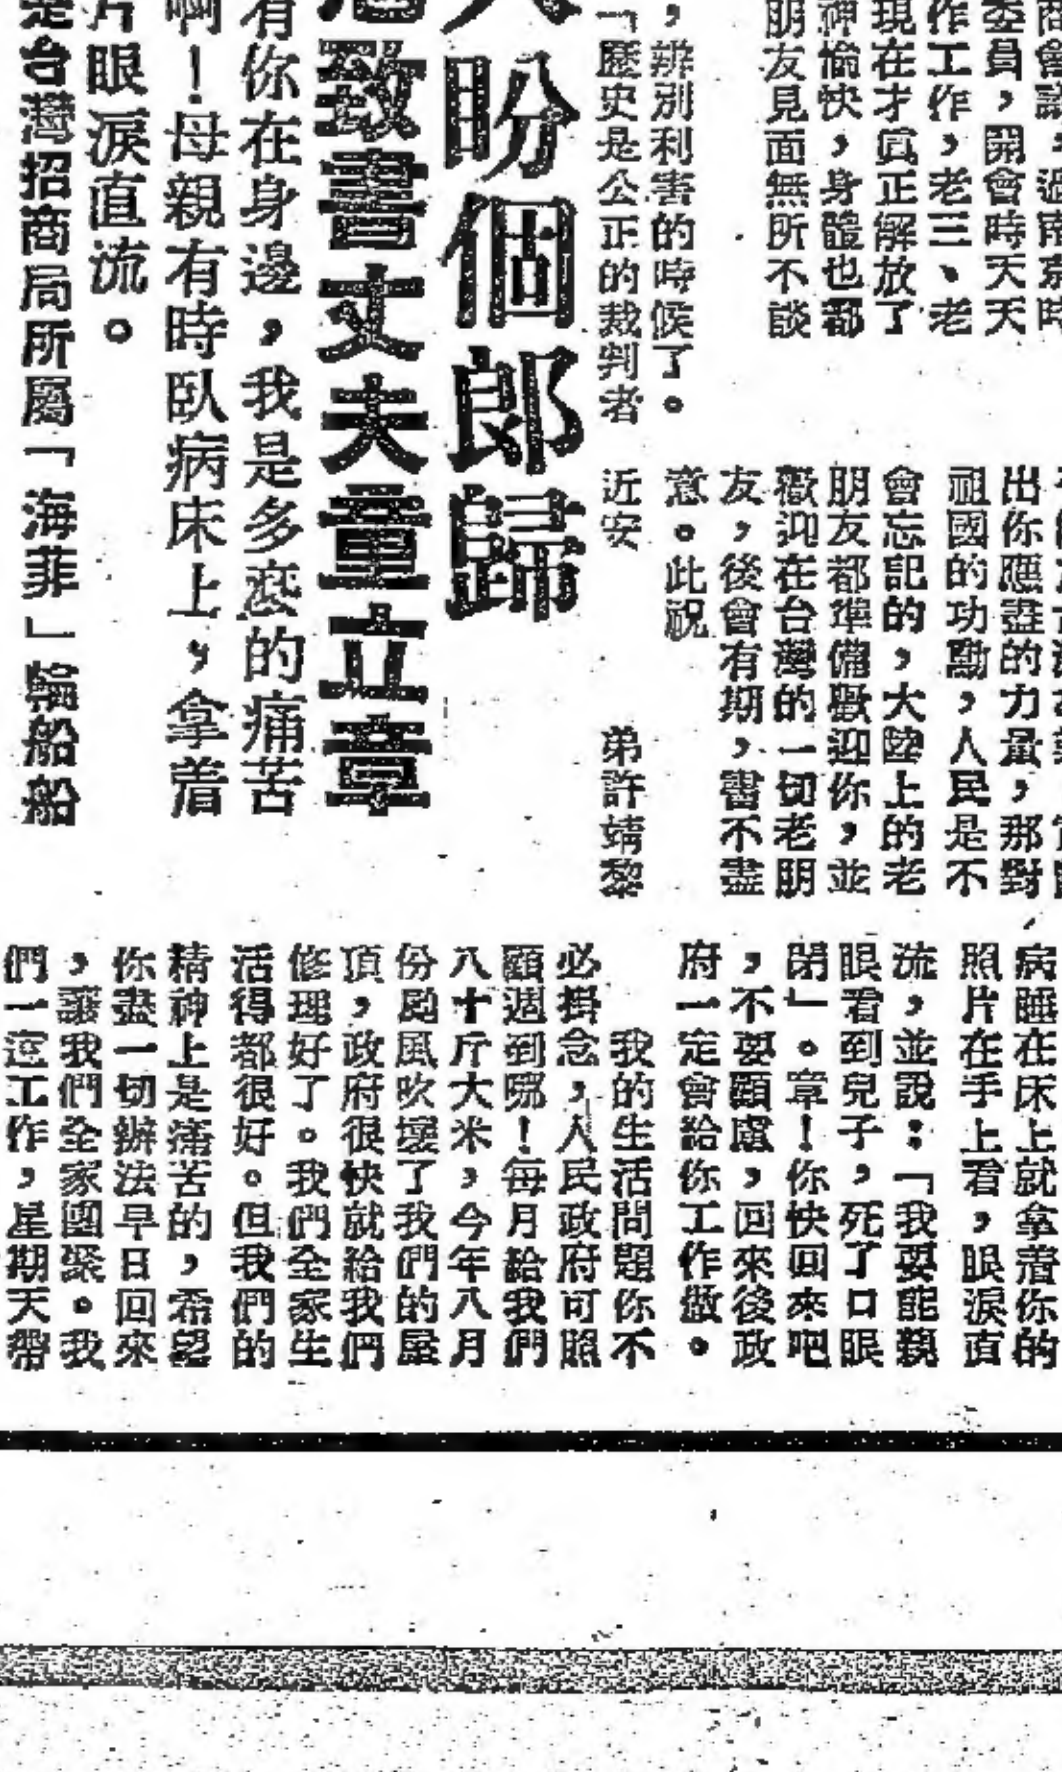 商會議，過南京時
委員，開會時天天
作工作，老三、老
現在才真正解放了
神愉快，身體也都
朋友見面無所不談
，辨別利害的時候了。
「歷史是公正的裁判者
出你應盡的力量，那對
祖國的功勳，人民是不
會忘記的，大陸上的老
朋友都準備歡迎你，並
歡迎在台灣的一切老朋
友，後會有期，書不盡
意。此祝
近安
弟許靖黎
盼個郎歸
致書丈夫章立章
有你在身邊，我是多麽的痛苦
啊！母親有時臥病床上，拿着
片眼淚直流。
是台灣招商局所屬「海菲」輪船船
病睡在床上就拿着你的
照片在手上看，眼淚直
流，並說：「我要能親
眼看到兒子，死了口眼
閉」。章！你快回來吧
，不要顧慮，回來後政
府一定會給你工作做。
我的生活問題你不
必掛念，人民政府可照
顧週到哪！每月給我們
八十斤大米，今年八月
份颱風吹壞了我們的屋
頂，政府很快就給我們
修理好了。我們全家生
活得都很好。但我們的
精神上是痛苦的，希望
你盡一切辦法早日回來
，讓我們全家團聚。我
們一定工作，星期天帶